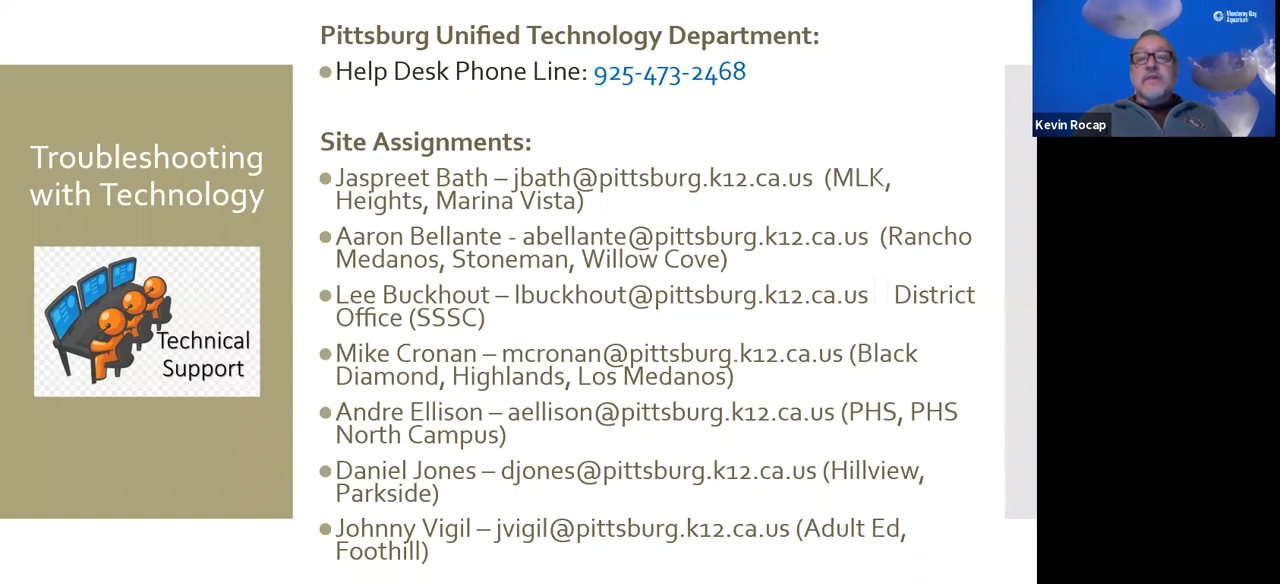 Pittsburg Unified Technology Department:
Help Desk Phone Line: 925-473-2468
Site Assignments:
Jaspreet Bath – jbath@pittsburg.k12.ca.us (MLK,
Heights, Marina Vista)
Aaron Bellante - abellante@pittsburg.k12.ca.us (Rancho
Medanos, Stoneman, Willow Cove)
Lee Buckhout – lbuckhout@pittsburg.k12.ca.us District
Office (SSSC)
Mike Cronan – mcronan@pittsburg.k12.ca.us (Black
Diamond, Highlands, Los Medanos)
Andre Ellison – aellison@pittsburg.k12.ca.us (PHS, PHS
North Campus)
Daniel Jones – djones@pittsburg.k12.ca.us (Hillview,
Parkside)
Johnny Vigil – jvigil@pittsburg.k12.ca.us (Adult Ed,
Foothill)
Troubleshooting
with Technology
Technical
Support
Monterey Bay
Aquarium
Kevin Rocap